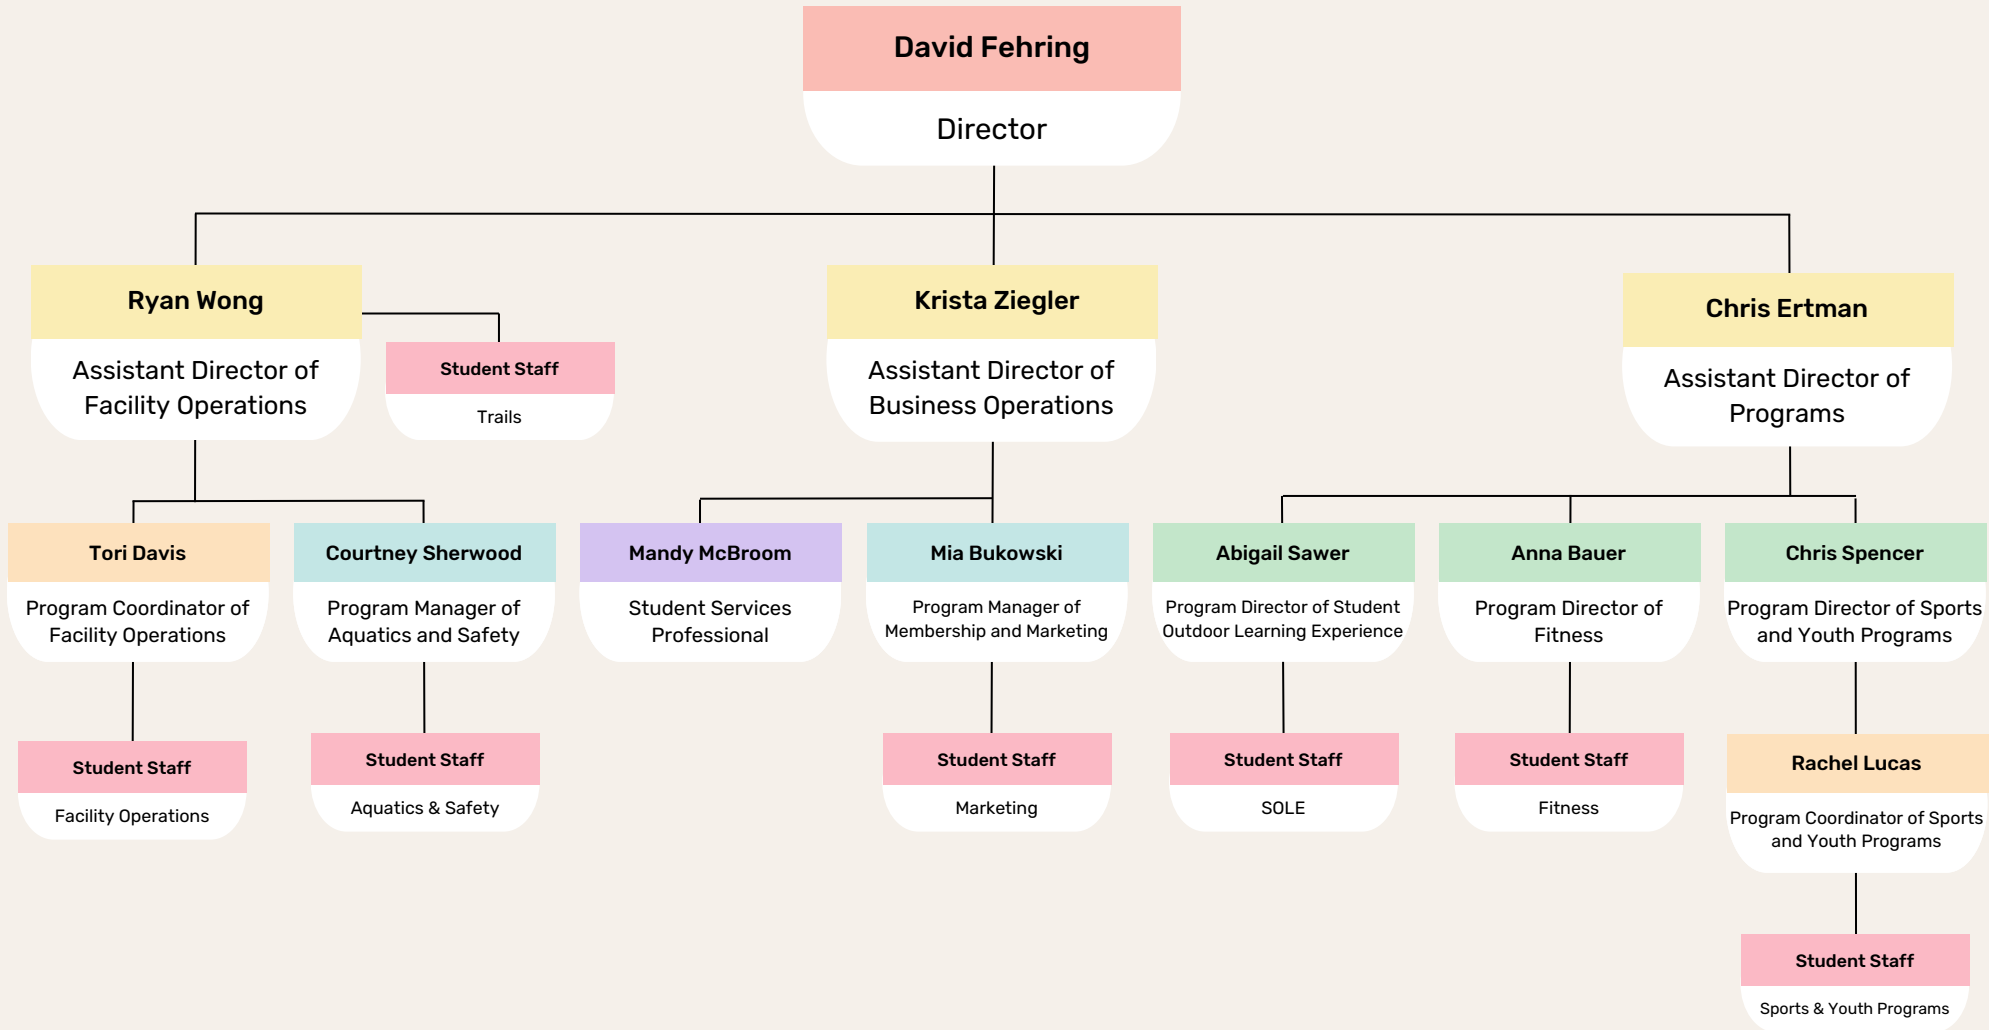 David Fehring
Director
Ryan Wong
Assistant Director of
Facility Operations
Student Staff
Trails
Krista Ziegler
Assistant Director of
Business Operations
Chris Ertman
Assistant Director of
Programs
Tori Davis
Program Coordinator of
Facility Operations
Courtney Sherwood
Program Manager of
Aquatics and Safety
Mandy McBroom
Student Services
Professional
Mia Bukowski
Program Manager of
Membership and Marketing
Abigail Sawer
Program Director of Student
Outdoor Learning Experience
Anna Bauer
Program Director of
Fitness
Chris Spencer
Program Director of Sports
and Youth Programs
Student Staff
Facility Operations
Student Staff
Aquatics & Safety
Student Staff
Marketing
Student Staff
SOLE
Student Staff
Fitness
Rachel Lucas
Program Coordinator of Sports
and Youth Programs
Student Staff
Sports & Youth Programs